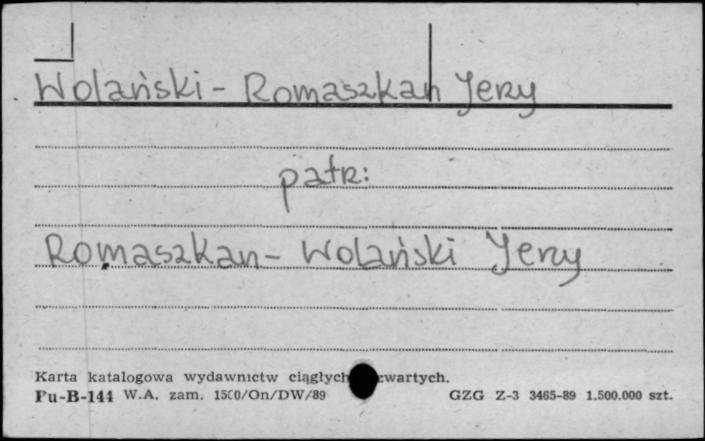 Wolański - Romaszkan Jerzy
patrz:
Romaszkan - Wolański Jerzy
Karta katalogowa wydawnictw ciągłych zwartych.
Pu-B-144 W.A. zam. 1500/On/DW/89 GZG Z-3 3465-89 1.500.000 szt.